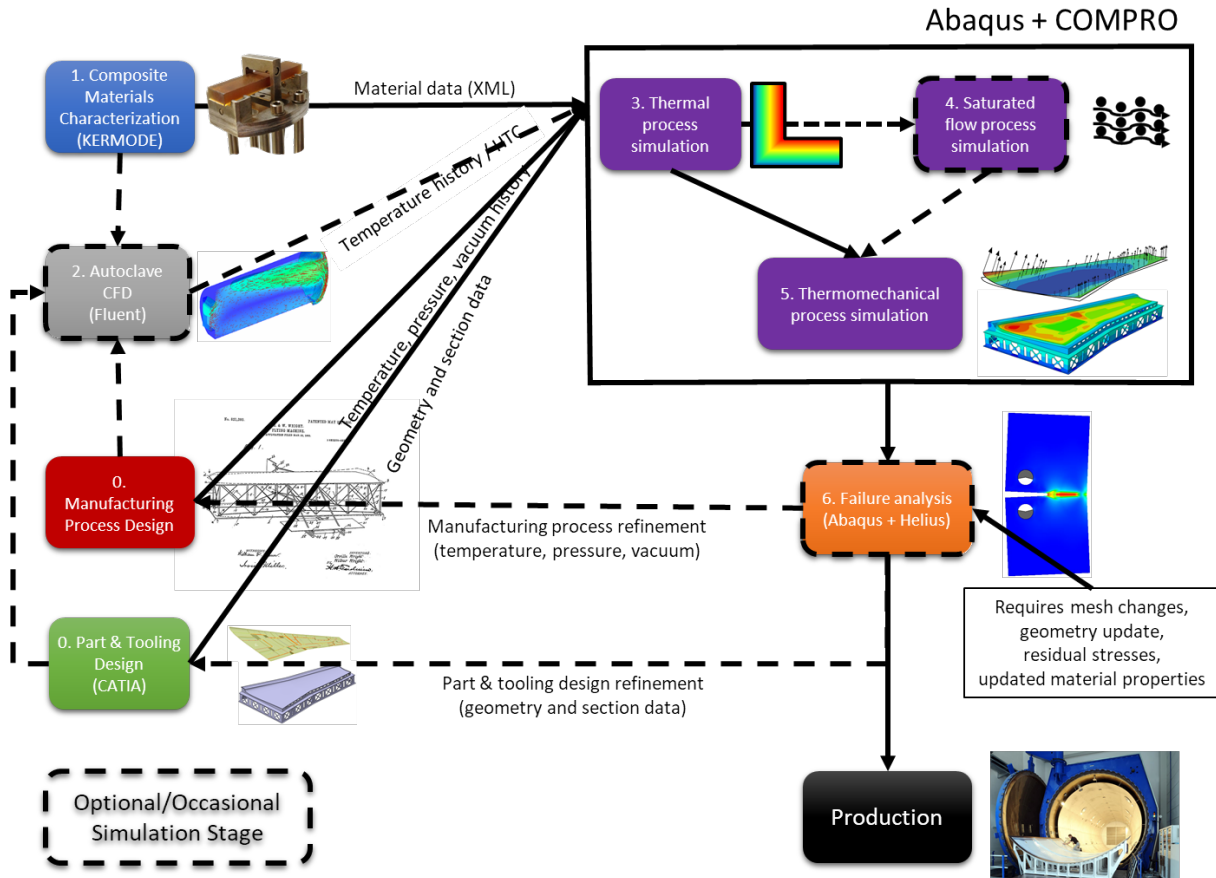 Abaqus + COMPRO
1. Composite
Materials
Characterization
(KERMODE)
Material data (XML)
3. Thermal
process
simulation
4. Saturated
flow process
simulation
Temperature history / HTC
2. Autoclave
CFD
(Fluent)
Temperature, pressure, vacuum history
Geometry and section data
5. Thermomechanical
process simulation
0.
Manufacturing
Process Design
Manufacturing process refinement
(temperature, pressure, vacuum)
6. Failure analysis
(Abaqus + Helius)
Requires mesh changes,
geometry update,
residual stresses,
updated material properties
0. Part & Tooling
Design
(CATIA)
Part & tooling design refinement
(geometry and section data)
Optional/Occasional
Simulation Stage
Production